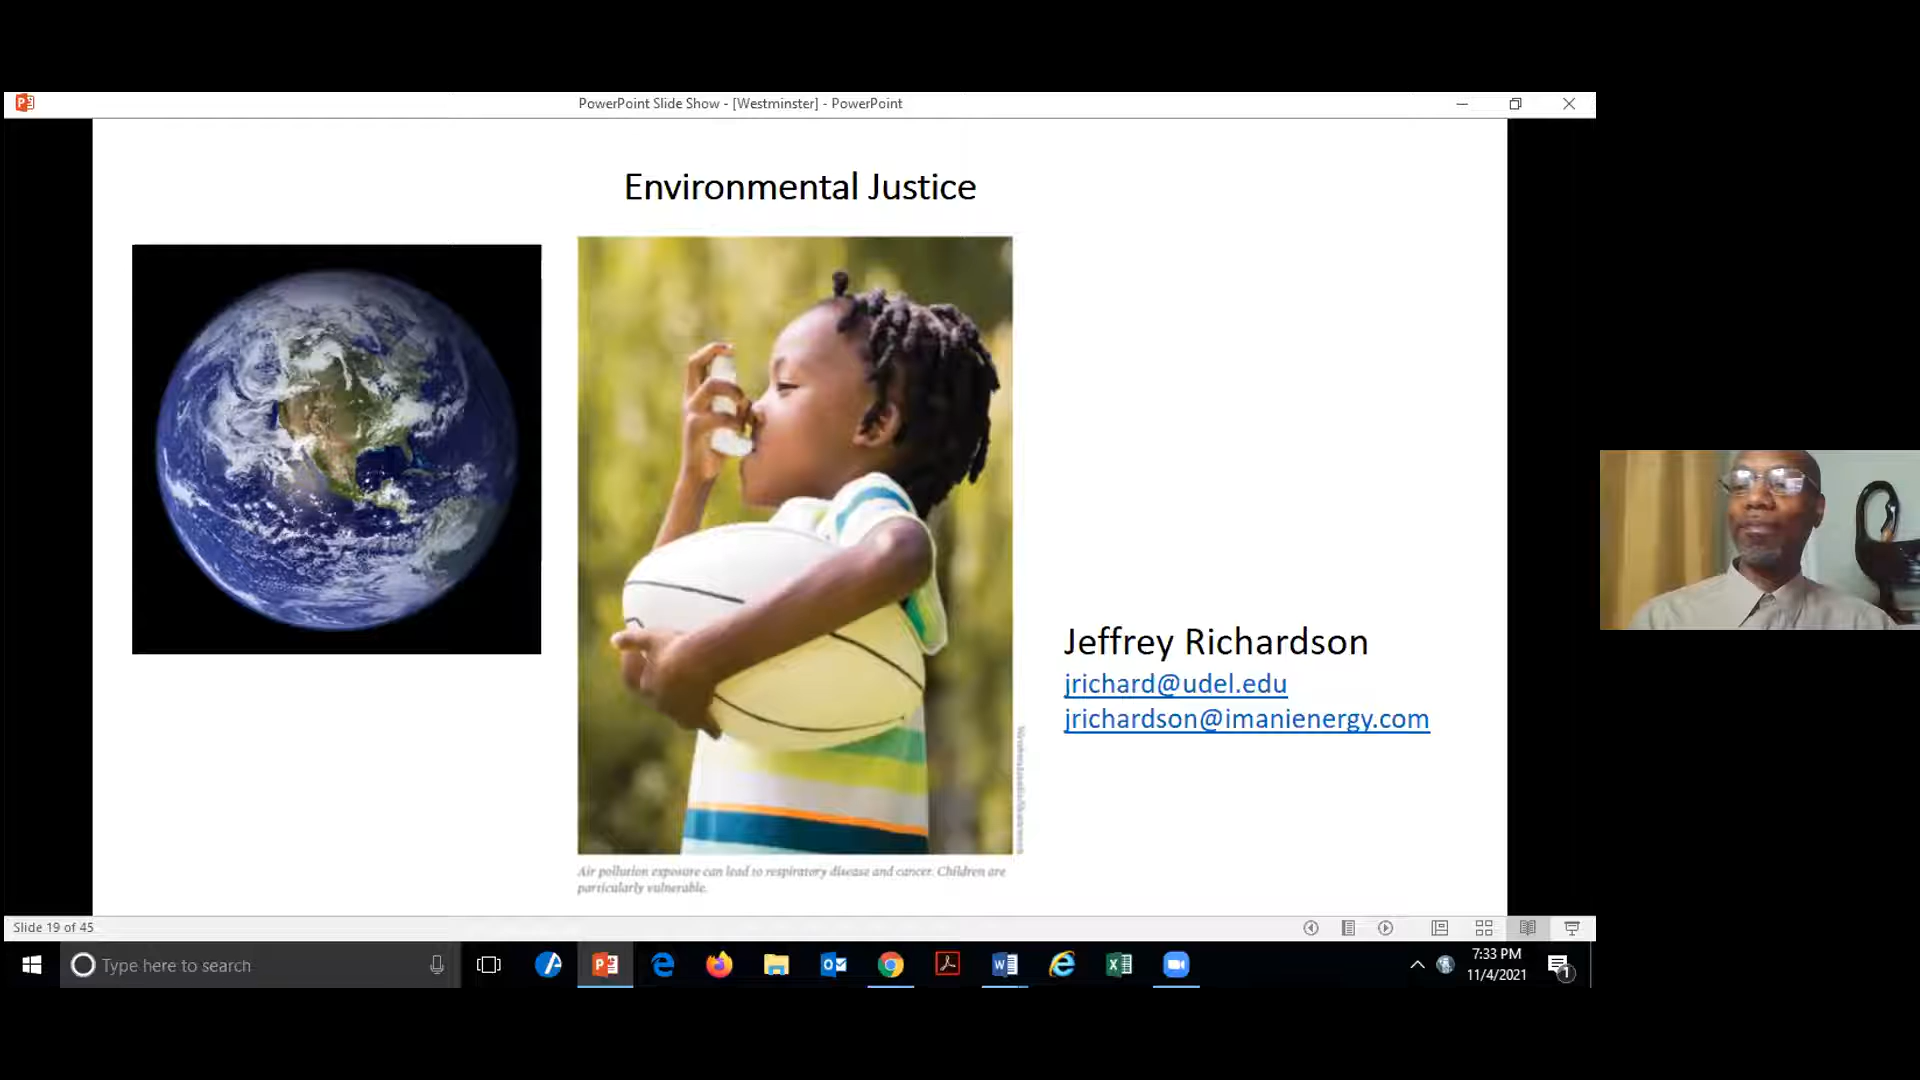 PowerPoint Slide Show - [Westminster] - PowerPoint
Environmental Justice
Jeffrey Richardson
jrichard@udel.edu
jrichardson@imanienergy.com
Air pollution exposure can lead to respiratory disease and cancer. Children are
particularly vulnerable.
Slide 19 of 45
Type here to search
7:33 PM
11/4/2021
1